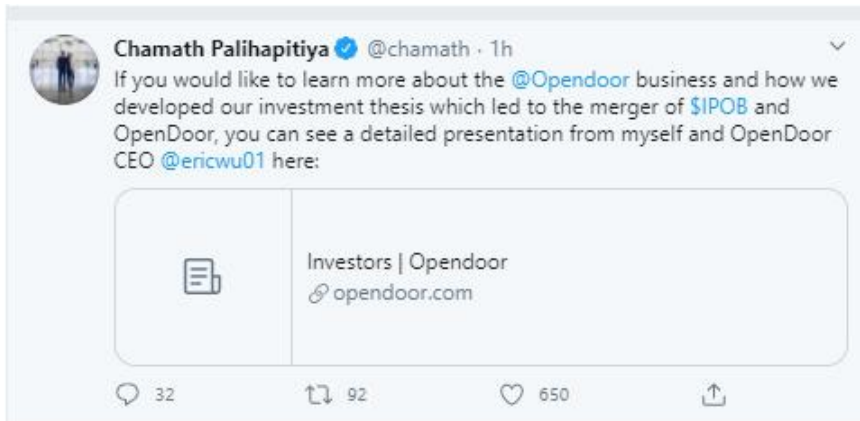 Chamath Palihapitiya @chamath · 1h
If you would like to learn more about the @Opendoor business and how we
developed our investment thesis which led to the merger of $IPOB and
OpenDoor, you can see a detailed presentation from myself and OpenDoor
CEO @ericwu01 here:
Investors | Opendoor
opendoor.com
32 92 650